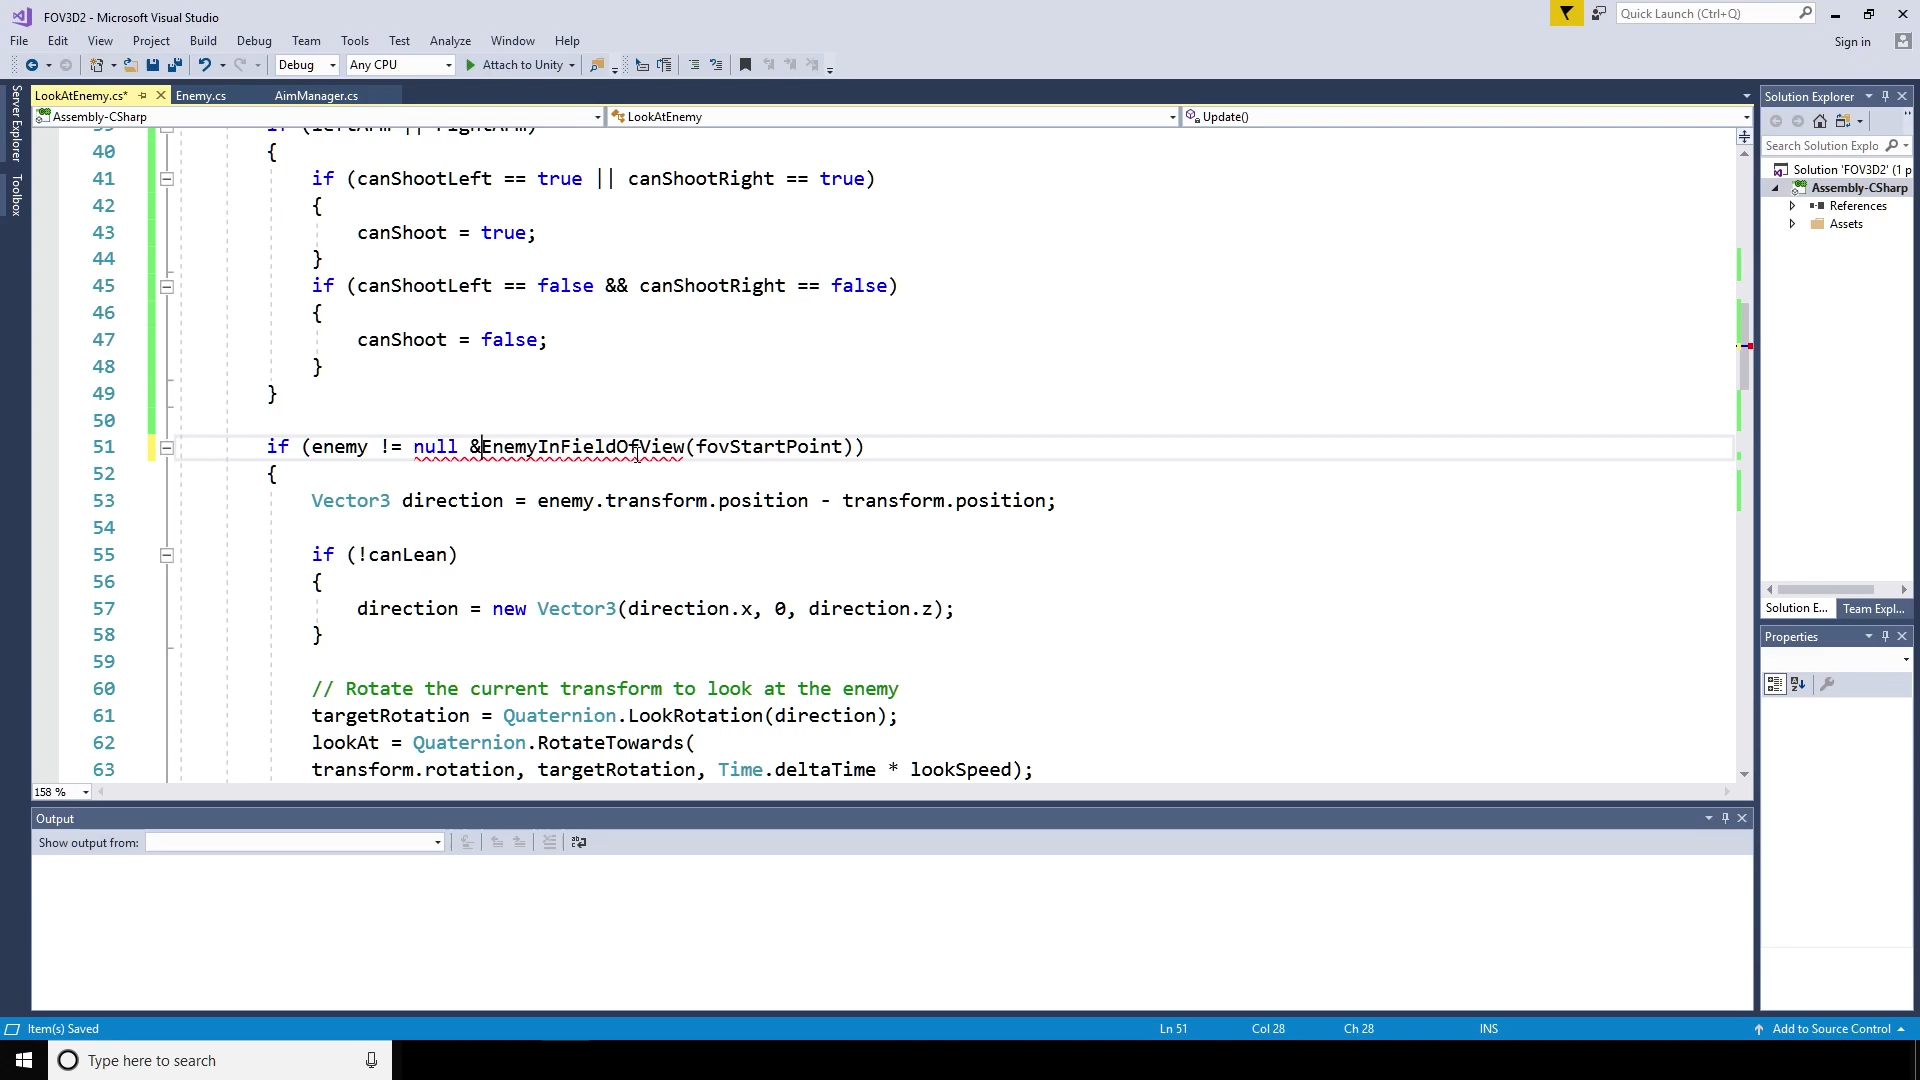 FOV3D2 - Microsoft Visual Studio
Quick Launch (Ctrl+Q)
File Edit View Project Build Debug Team Tools Test Analyze Window Help
Sign in
Debug Any CPU Attach to Unity
Server Explorer
Toolbox
LookAtEnemy.cs* Enemy.cs AimManager.cs
Assembly-CSharp LookAtEnemy Update()
39 if (leftArm || rightArm)
40 {
41 if (canShootLeft == true || canShootRight == true)
42 {
43 canShoot = true;
44 }
45 if (canShootLeft == false && canShootRight == false)
46 {
47 canShoot = false;
48 }
49 }
50
51 if (enemy != null &EnemyInFieldOfView(fovStartPoint))
52 {
53 Vector3 direction = enemy.transform.position - transform.position;
54
55 if (!canLean)
56 {
57 direction = new Vector3(direction.x, 0, direction.z);
58 }
59
60 // Rotate the current transform to look at the enemy
61 targetRotation = Quaternion.LookRotation(direction);
62 lookAt = Quaternion.RotateTowards(
63 transform.rotation, targetRotation, Time.deltaTime * lookSpeed);
158 %
Solution Explorer
Search Solution Explo
Solution 'FOV3D2' (1 p
Assembly-CSharp
References
Assets
Solution E... Team Expl...
Properties
Output
Show output from:
Item(s) Saved Ln 51 Col 28 Ch 28 INS Add to Source Control
Type here to search